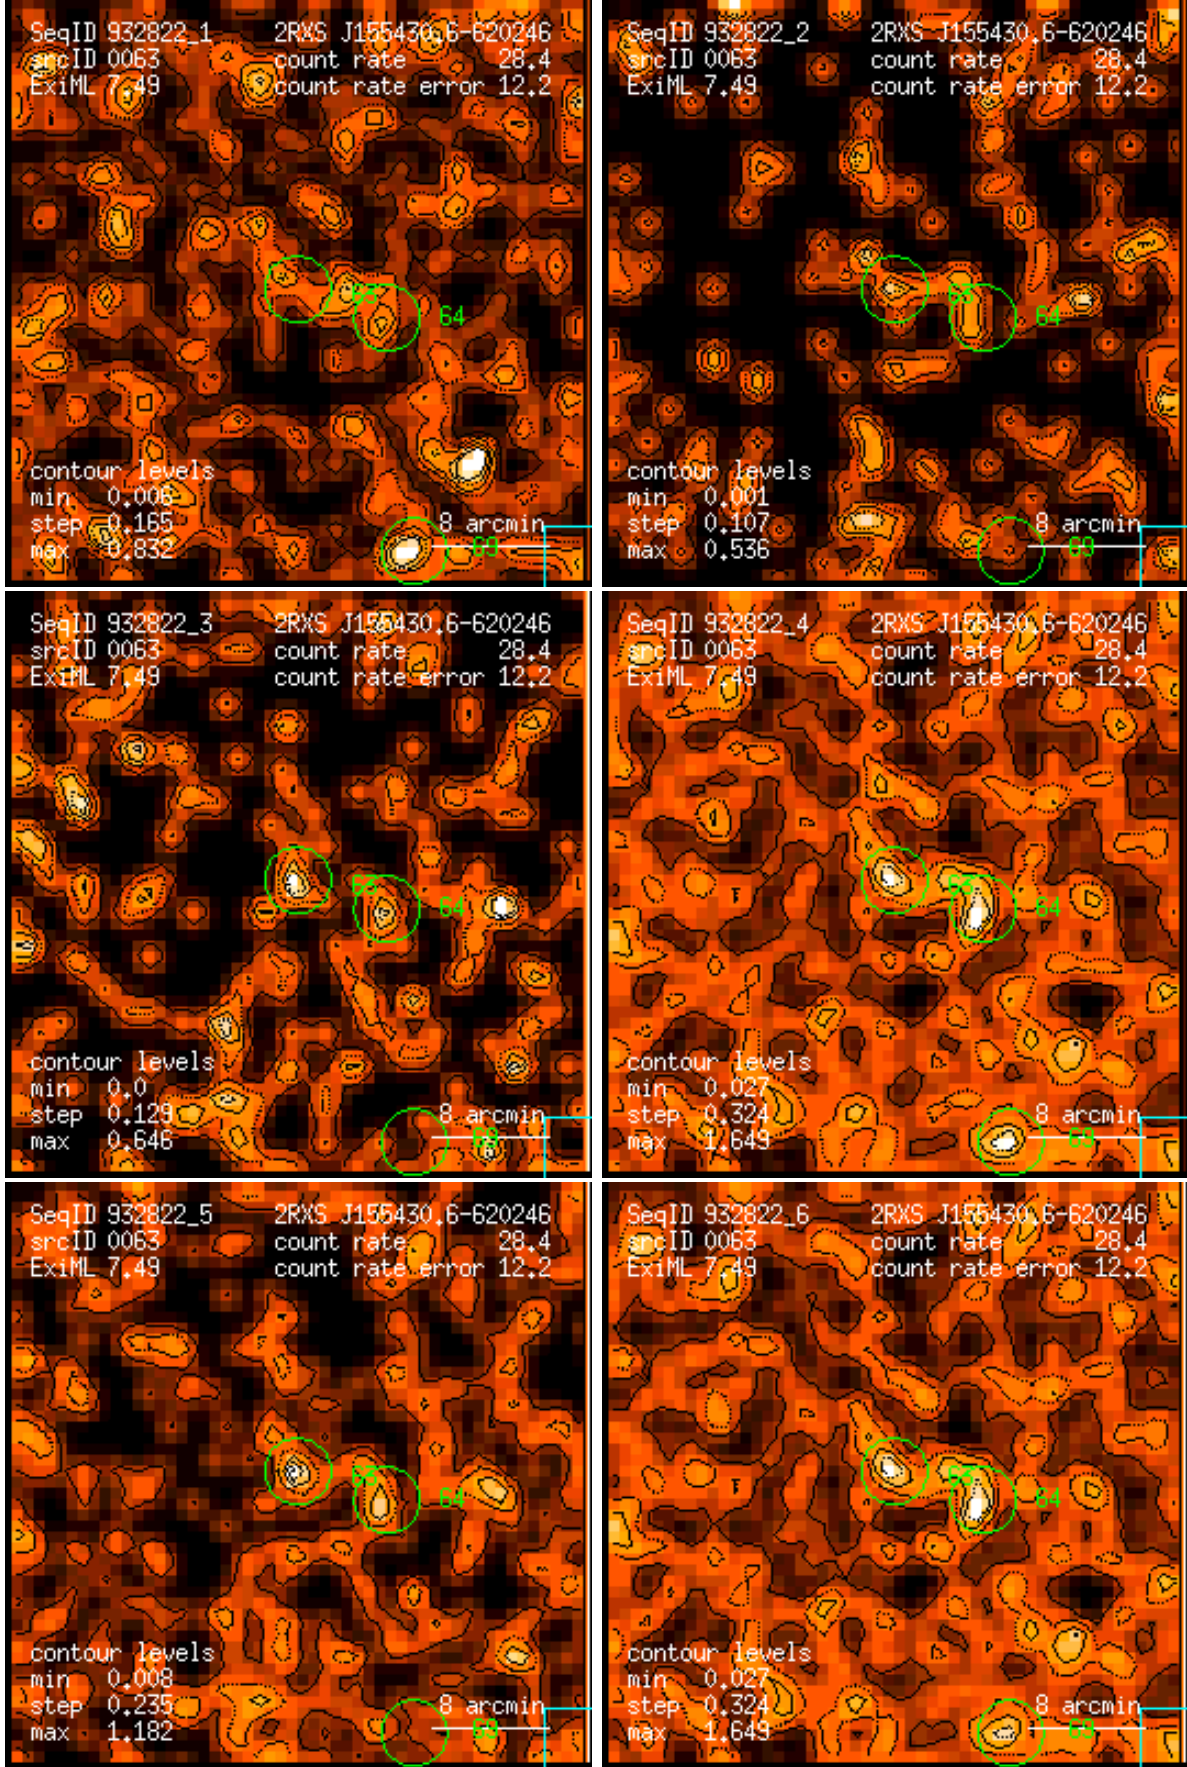 SeqID 932822_1 2RXS J155430.6-620246
srcID 0063 count rate 28.4
ExiML 7.49 count rate error 12.2
63
64
contour levels
min 0.006
step 0.165 8 arcmin
max 0.832 69
SeqID 932822_2 2RXS J155430.6-620246
srcID 0063 count rate 28.4
ExiML 7.49 count rate error 12.2
63
64
contour levels
min 0.001
step 0.107 8 arcmin
max 0.536 69
SeqID 932822_3 2RXS J155430.6-620246
srcID 0063 count rate 28.4
ExiML 7.49 count rate error 12.2
63
64
contour levels
min 0.0
step 0.129 8 arcmin
max 0.646 69
SeqID 932822_4 2RXS J155430.6-620246
srcID 0063 count rate 28.4
ExiML 7.49 count rate error 12.2
63
64
contour levels
min 0.027
step 0.324 8 arcmin
max 1.649 69
SeqID 932822_5 2RXS J155430.6-620246
srcID 0063 count rate 28.4
ExiML 7.49 count rate error 12.2
63
64
contour levels
min 0.008
step 0.235 8 arcmin
max 1.182 69
SeqID 932822_6 2RXS J155430.6-620246
srcID 0063 count rate 28.4
ExiML 7.49 count rate error 12.2
63
64
contour levels
min 0.027
step 0.324 8 arcmin
max 1.649 69